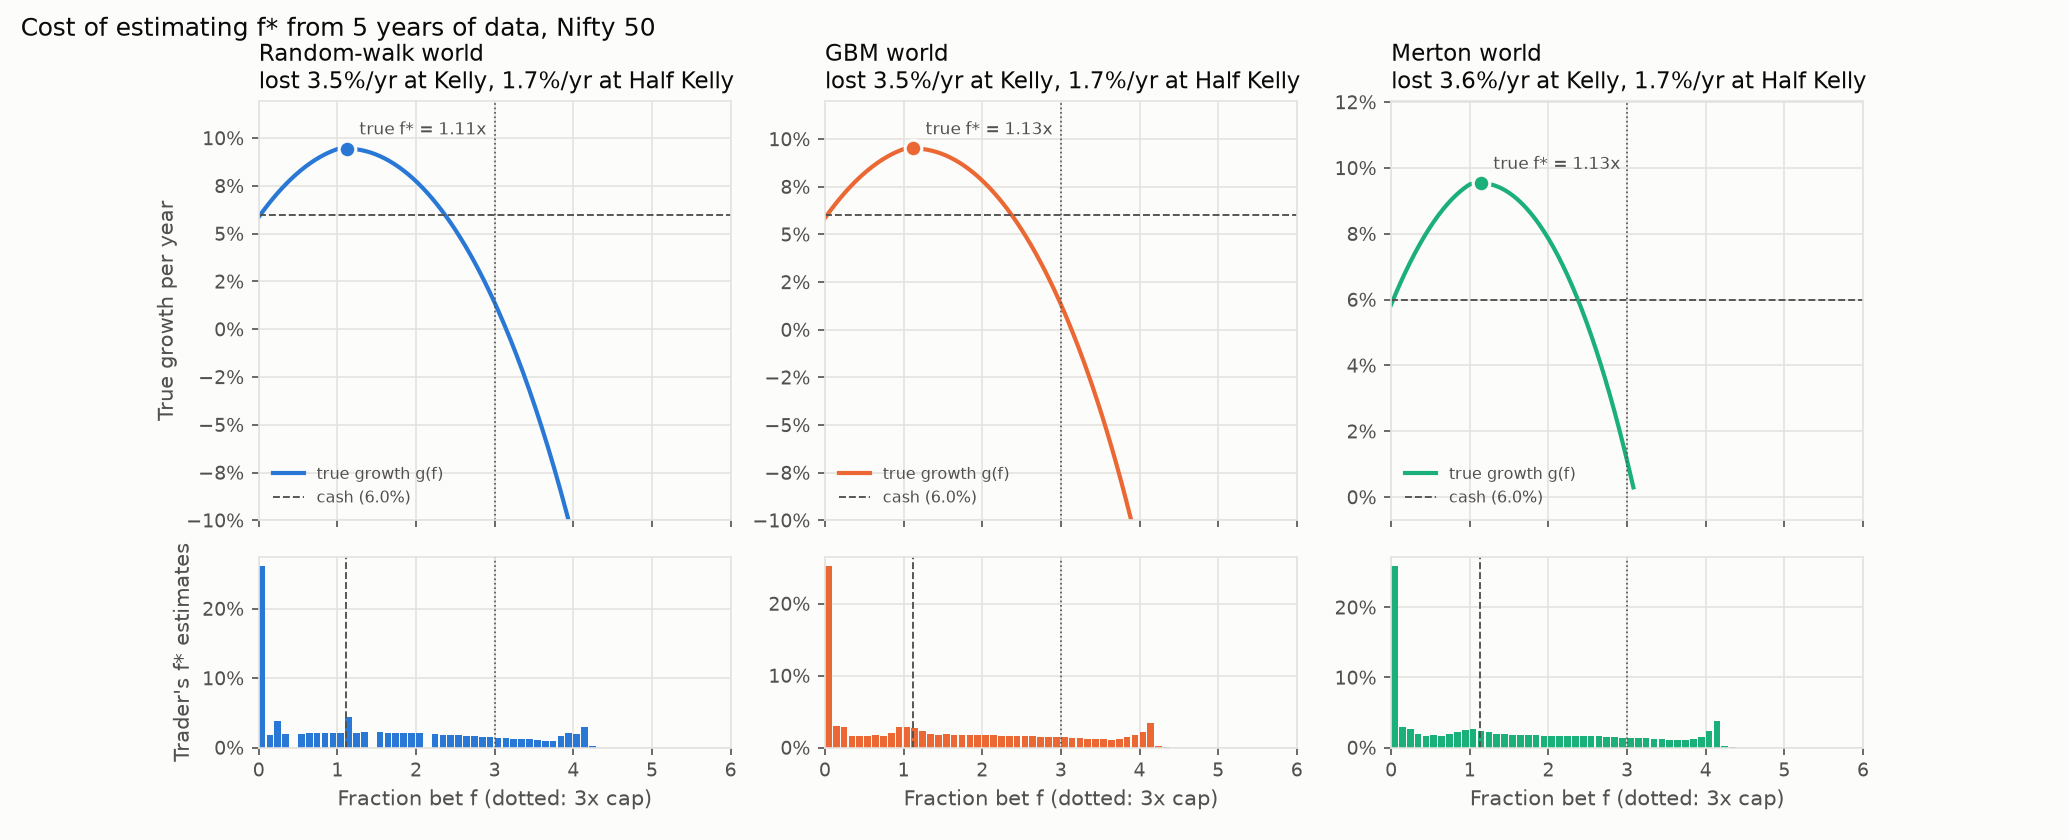 Cost of estimating f* from 5 years of data, Nifty 50
Random-walk world
lost 3.5%/yr at Kelly, 1.7%/yr at Half Kelly
true f* = 1.11x
10%
8%
5%
2%
0%
−2%
−5%
−8%
−10%
True growth per year
true growth g(f)
cash (6.0%)
GBM world
lost 3.5%/yr at Kelly, 1.7%/yr at Half Kelly
true f* = 1.13x
10%
8%
5%
2%
0%
−2%
−5%
−8%
−10%
true growth g(f)
cash (6.0%)
Merton world
lost 3.6%/yr at Kelly, 1.7%/yr at Half Kelly
true f* = 1.13x
12%
10%
8%
6%
4%
2%
0%
true growth g(f)
cash (6.0%)
Trader's f* estimates
20%
10%
0%
0 1 2 3 4 5 6
Fraction bet f (dotted: 3x cap)
20%
10%
0%
0 1 2 3 4 5 6
Fraction bet f (dotted: 3x cap)
20%
10%
0%
0 1 2 3 4 5 6
Fraction bet f (dotted: 3x cap)